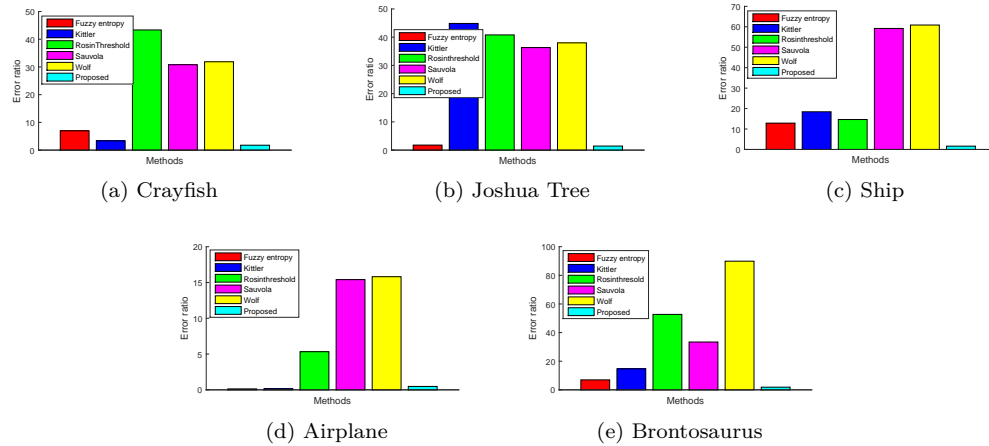 50
40
30
20
10
0
Error ratio
Fuzzy entropy
Kittler
RosinThreshold
Sauvola
Wolf
Proposed
Methods
(a) Crayfish
50
40
30
20
10
0
Error ratio
Fuzzy entropy
Kittler
Rosinthreshold
Sauvola
Wolf
Proposed
Methods
(b) Joshua Tree
70
60
50
40
30
20
10
0
Error ratio
Fuzzy entropy
Kittler
Rosinthreshold
Sauvola
Wolf
Proposed
Methods
(c) Ship
20
15
10
5
0
Error ratio
Fuzzy entropy
Kittler
Rosinthresold
Sauvola
Wolf
Proposed
Methods
(d) Airplane
100
80
60
40
20
0
Error ratio
Fuzzy entropy
Kittler
Rosinthresold
Sauvola
Wolf
Proposed
Methods
(e) Brontosaurus